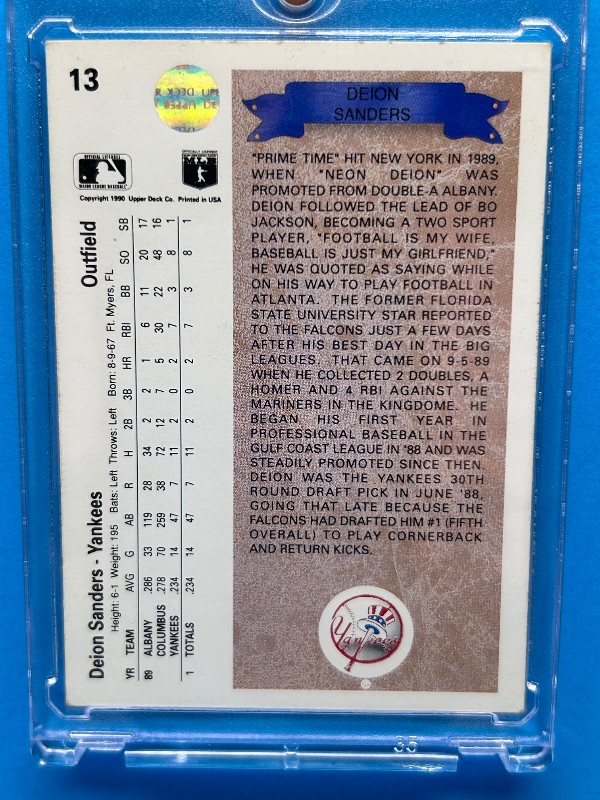 13
DEION
SANDERS
"PRIME TIME" HIT NEW YORK IN 1989,
WHEN "NEON DEION" WAS
PROMOTED FROM DOUBLE-A ALBANY.
DEION FOLLOWED THE LEAD OF BO
JACKSON, BECOMING A TWO SPORT
PLAYER. "FOOTBALL IS MY WIFE,
BASEBALL IS JUST MY GIRLFRIEND,"
HE WAS QUOTED AS SAYING WHILE
ON HIS WAY TO PLAY FOOTBALL IN
ATLANTA. THE FORMER FLORIDA
STATE UNIVERSITY STAR REPORTED
TO THE FALCONS JUST A FEW DAYS
AFTER HIS BEST DAY IN THE BIG
LEAGUES. THAT CAME ON 9-5-89
WHEN HE COLLECTED 2 DOUBLES, A
HOMER AND 4 RBI AGAINST THE
MARINERS IN THE KINGDOME. HE
BEGAN HIS FIRST YEAR IN
PROFESSIONAL BASEBALL IN THE
GULF COAST LEAGUE IN '88 AND WAS
STEADILY PROMOTED SINCE THEN.
DEION WAS THE YANKEES 30TH
ROUND DRAFT PICK IN JUNE '88,
GOING THAT LATE BECAUSE THE
FALCONS HAD DRAFTED HIM #1 (FIFTH
OVERALL) TO PLAY CORNERBACK
AND RETURN KICKS.
Yankees
OFFICIAL LICENSEE
MAJOR LEAGUE BASEBALL
Copyright 1990 Upper Deck Co. Printed in USA
Deion Sanders - Yankees Outfield
Height: 6-1 Weight: 195 Bats: Left Throws: Left Born: 8-9-67 Ft. Myers, FL
YR TEAM AVG G AB R H 2B 3B HR RBI BB SO SB
89 ALBANY .286 33 119 28 34 2 2 1 6 11 20 17
COLUMBUS .278 70 259 38 72 12 7 5 30 22 48 16
YANKEES .234 14 47 7 11 2 0 2 7 3 8 1
1 TOTALS .234 14 47 7 11 2 0 2 7 3 8 1
35